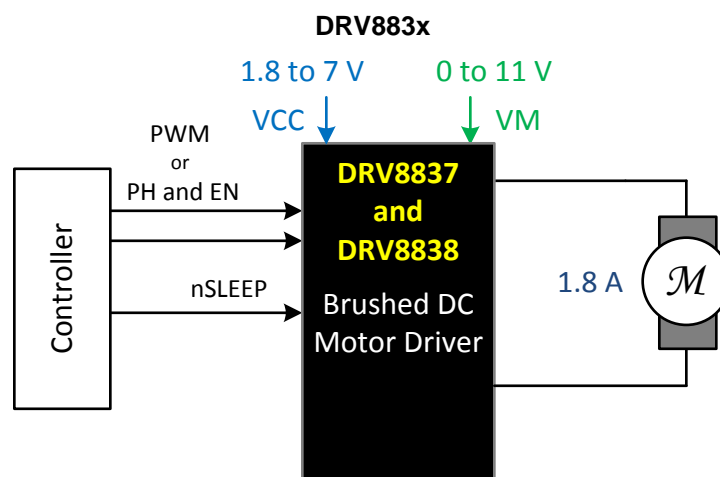 DRV883x
1.8 to 7 V
0 to 11 V
VCC
VM
PWM
or
PH and EN
nSLEEP
Controller
DRV8837
and
DRV8838
Brushed DC
Motor Driver
1.8 A
M